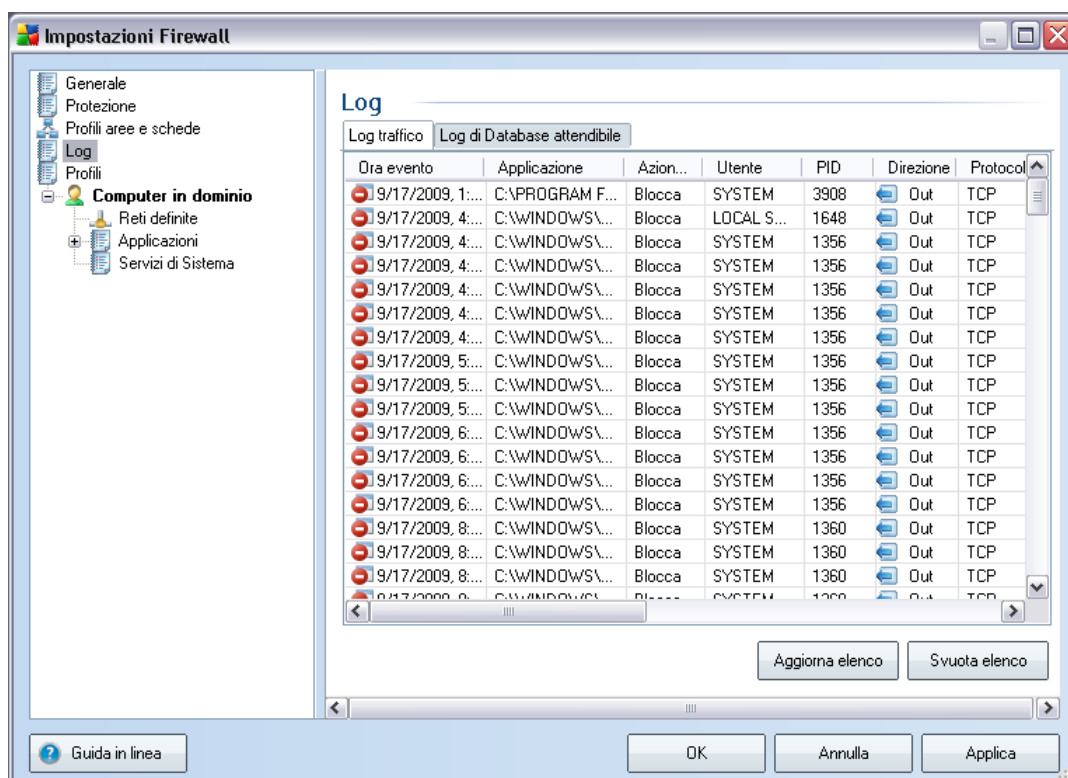 Impostazioni Firewall
Generale
Protezione
Profili aree e schede
Log
Profili
Computer in dominio
Reti definite
Applicazioni
Servizi di Sistema
Log
Log traffico Log di Database attendibile
Ora evento Applicazione Azion... Utente PID Direzione Protocol
9/17/2009, 1:... C:\PROGRAM F... Blocca SYSTEM 3908 Out TCP
9/17/2009, 4:... C:\WINDOWS\... Blocca LOCAL S... 1648 Out TCP
9/17/2009, 4:... C:\WINDOWS\... Blocca SYSTEM 1356 Out TCP
9/17/2009, 4:... C:\WINDOWS\... Blocca SYSTEM 1356 Out TCP
9/17/2009, 4:... C:\WINDOWS\... Blocca SYSTEM 1356 Out TCP
9/17/2009, 4:... C:\WINDOWS\... Blocca SYSTEM 1356 Out TCP
9/17/2009, 4:... C:\WINDOWS\... Blocca SYSTEM 1356 Out TCP
9/17/2009, 5:... C:\WINDOWS\... Blocca SYSTEM 1356 Out TCP
9/17/2009, 5:... C:\WINDOWS\... Blocca SYSTEM 1356 Out TCP
9/17/2009, 5:... C:\WINDOWS\... Blocca SYSTEM 1356 Out TCP
9/17/2009, 6:... C:\WINDOWS\... Blocca SYSTEM 1356 Out TCP
9/17/2009, 6:... C:\WINDOWS\... Blocca SYSTEM 1356 Out TCP
9/17/2009, 6:... C:\WINDOWS\... Blocca SYSTEM 1356 Out TCP
9/17/2009, 6:... C:\WINDOWS\... Blocca SYSTEM 1356 Out TCP
9/17/2009, 8:... C:\WINDOWS\... Blocca SYSTEM 1360 Out TCP
9/17/2009, 8:... C:\WINDOWS\... Blocca SYSTEM 1360 Out TCP
9/17/2009, 8:... C:\WINDOWS\... Blocca SYSTEM 1360 Out TCP
Aggiorna elenco Svuota elenco
Guida in linea OK Annulla Applica